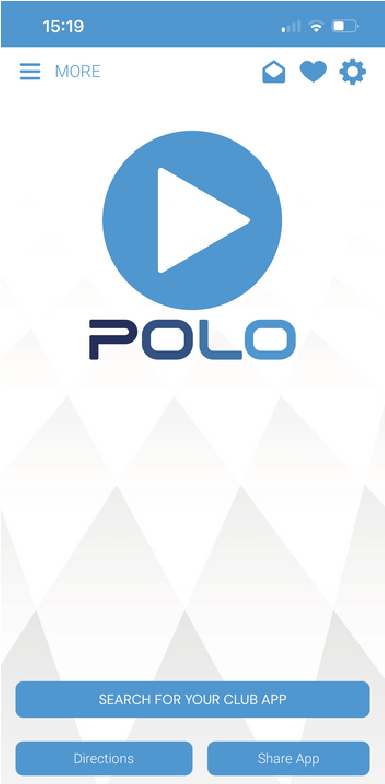 15:19
MORE
POLO
SEARCH FOR YOUR CLUB APP
Directions
Share App